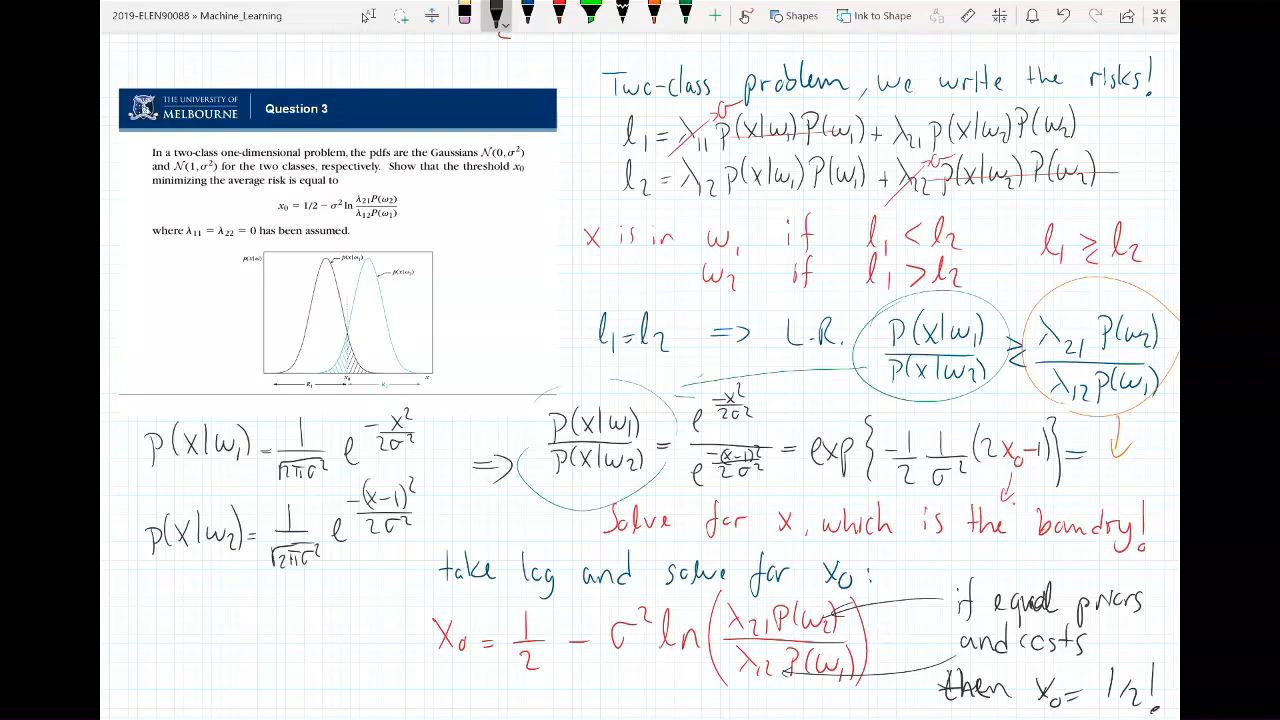 2019-ELEN90088 » Machine_Learning
Shapes
Ink to Shape
THE UNIVERSITY OF
MELBOURNE
Question 3
In a two-class one-dimensional problem, the pdfs are the Gaussians N(0, σ²)
and N(1, σ²) for the two classes, respectively. Show that the threshold x₀
minimizing the average risk is equal to
x₀ = 1/2 − σ² ln λ₂₁P(ω₂) / λ₁₂P(ω₁)
where λ₁₁ = λ₂₂ = 0 has been assumed.
p(x|ω)
p(x|ω₁)
p(x|ω₂)
R₁
x₀
x
Two-class problem, we write the risks!
l₁ = λ₁₁ p(x|ω₁)P(ω₁) + λ₂₁ p(x|ω₂)P(ω₂)
l₂ = λ₁₂ p(x|ω₁)P(ω₁) + λ₂₂ p(x|ω₂)P(ω₂)
x is in ω₁ if l₁ < l₂
ω₂ if l₁ > l₂
l₁ ≷ l₂
l₁=l₂ => L.R. p(x|ω₁) / p(x|ω₂) ≷ λ₂₁ P(ω₂) / λ₁₂ P(ω₁)
p(x|ω₁) = 1/√2πσ² e^(-x²/2σ²)
p(x|ω₂) = 1/√2πσ² e^(-(x-1)²/2σ²)
=> p(x|ω₁) / p(x|ω₂) = e^(-x²/2σ²) / e^(-(x-1)²/2σ²) = exp{-1/2 1/σ² (2x₀-1)} =
Solve for x, which is the boundry!
take log and solve for x₀:
x₀ = 1/2 - σ² ln(λ₂₁P(ω₂) / λ₁₂ P(ω₁))
if equal priors
and costs
then x₀ = 1/2!